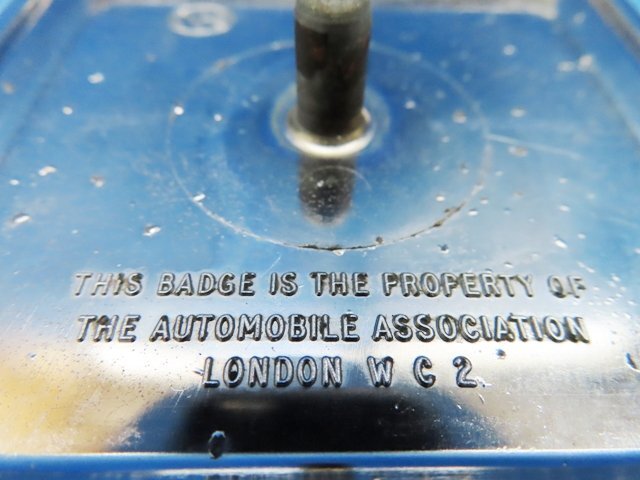 THIS BADGE IS THE PROPERTY OF
THE AUTOMOBILE ASSOCIATION
LONDON W C 2